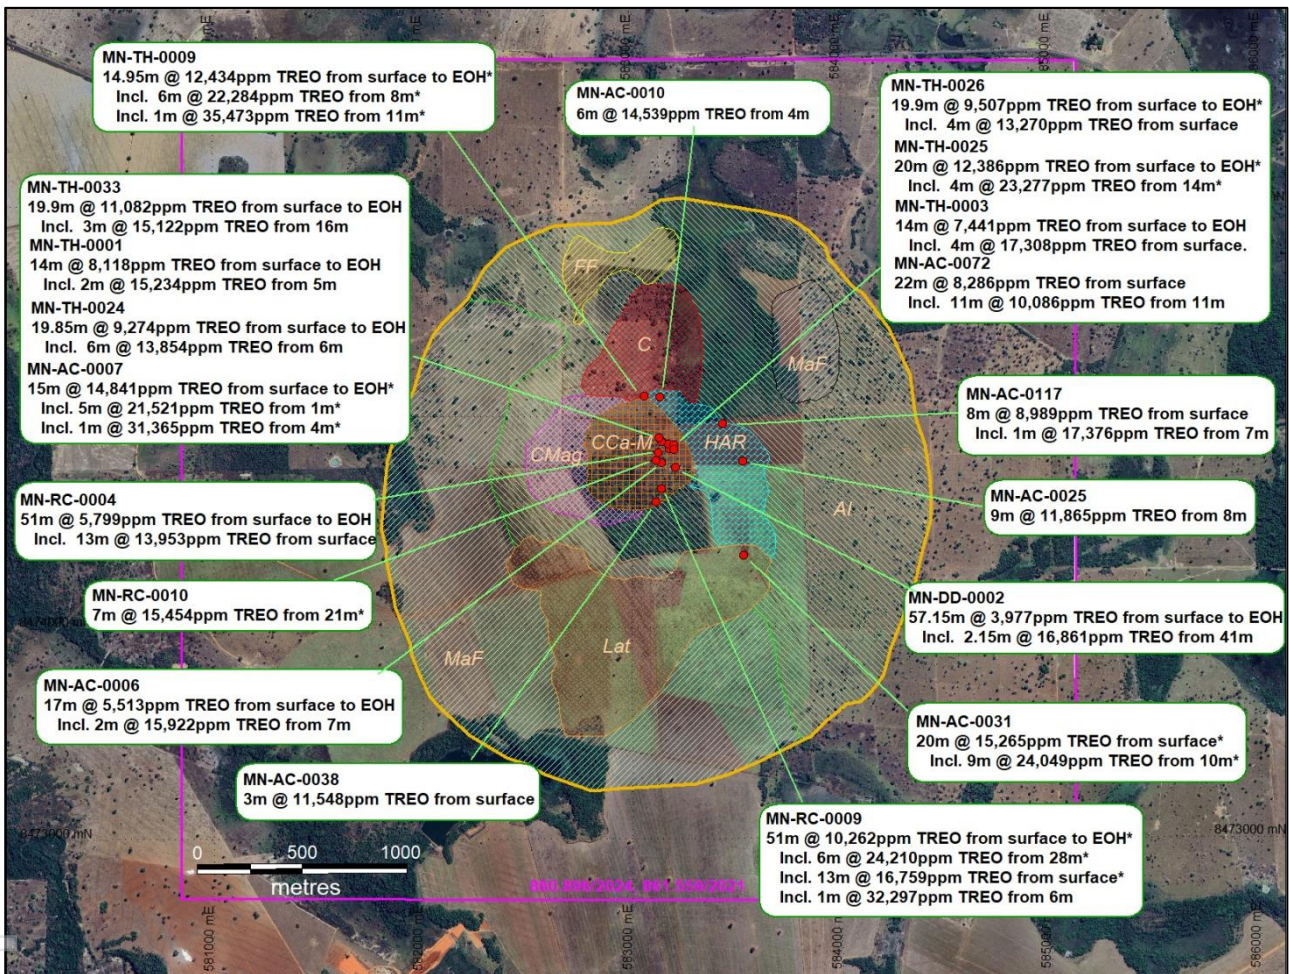 MN-TH-0009
14.95m @ 12,434ppm TREO from surface to EOH*
Incl. 6m @ 22,284ppm TREO from 8m*
Incl. 1m @ 35,473ppm TREO from 11m*
MN-AC-0010
6m @ 14,539ppm TREO from 4m
MN-TH-0026
19.9m @ 9,507ppm TREO from surface to EOH*
Incl. 4m @ 13,270ppm TREO from surface
MN-TH-0025
20m @ 12,386ppm TREO from surface to EOH*
Incl. 4m @ 23,277ppm TREO from 14m*
MN-TH-0003
14m @ 7,441ppm TREO from surface to EOH
Incl. 4m @ 17,308ppm TREO from surface.
MN-AC-0072
22m @ 8,286ppm TREO from surface
Incl. 11m @ 10,086ppm TREO from 11m
MN-TH-0033
19.9m @ 11,082ppm TREO from surface to EOH
Incl. 3m @ 15,122ppm TREO from 16m
MN-TH-0001
14m @ 8,118ppm TREO from surface to EOH
Incl. 2m @ 15,234ppm TREO from 5m
MN-TH-0024
19.85m @ 9,274ppm TREO from surface to EOH
Incl. 6m @ 13,854ppm TREO from 6m
MN-AC-0007
15m @ 14,841ppm TREO from surface to EOH*
Incl. 5m @ 21,521ppm TREO from 1m*
Incl. 1m @ 31,365ppm TREO from 4m*
FF
C
MaF
CCa-M
HAR
CMag
AI
Lat
MaF
MN-AC-0117
8m @ 8,989ppm TREO from surface
Incl. 1m @ 17,376ppm TREO from 7m
MN-RC-0004
51m @ 5,799ppm TREO from surface to EOH
Incl. 13m @ 13,953ppm TREO from surface
MN-AC-0025
9m @ 11,865ppm TREO from 8m
MN-RC-0010
7m @ 15,454ppm TREO from 21m*
MN-DD-0002
57.15m @ 3,977ppm TREO from surface to EOH
Incl. 2.15m @ 16,861ppm TREO from 41m
8474000 mN
MN-AC-0006
17m @ 5,513ppm TREO from surface to EOH
Incl. 2m @ 15,922ppm TREO from 7m
MN-AC-0031
20m @ 15,265ppm TREO from surface*
Incl. 9m @ 24,049ppm TREO from 10m*
MN-AC-0038
3m @ 11,548ppm TREO from surface
MN-RC-0009
51m @ 10,262ppm TREO from surface to EOH*
Incl. 6m @ 24,210ppm TREO from 28m*
Incl. 13m @ 16,759ppm TREO from surface*
Incl. 1m @ 32,297ppm TREO from 6m
8473000 mN
8473000 mN
0 500 1000
metres
581000 mE
582000 mE
583000 mE
584000 mE
585000 mE
586000 mE
581000 mE
583000 mE
584000 mE
585000 mE
586000 mE